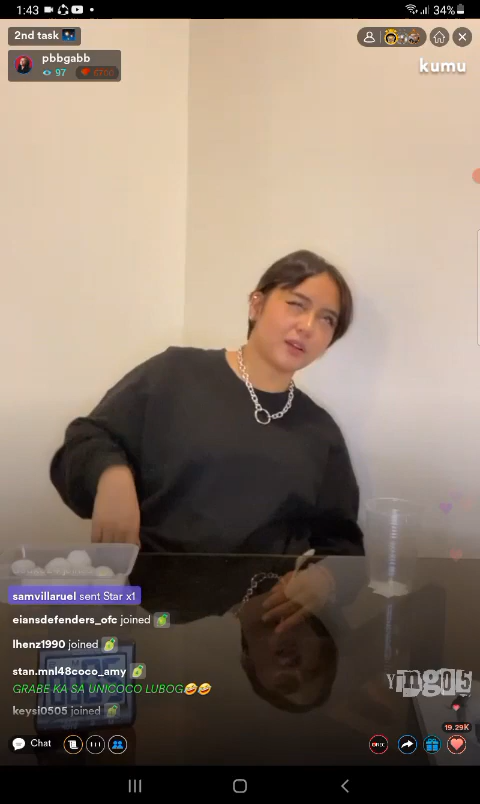 1:43
34%
2nd task
pbbgabb
97
kumu
samvillaruel sent Star x1
eiansdefenders_ofc joined
lhenz1990 joined
stan.mnl48coco_amy
GRABE KA SA UNICOCO LUBOG🤣🤣
keysi0505 joined
yingo5
19.29K
Chat